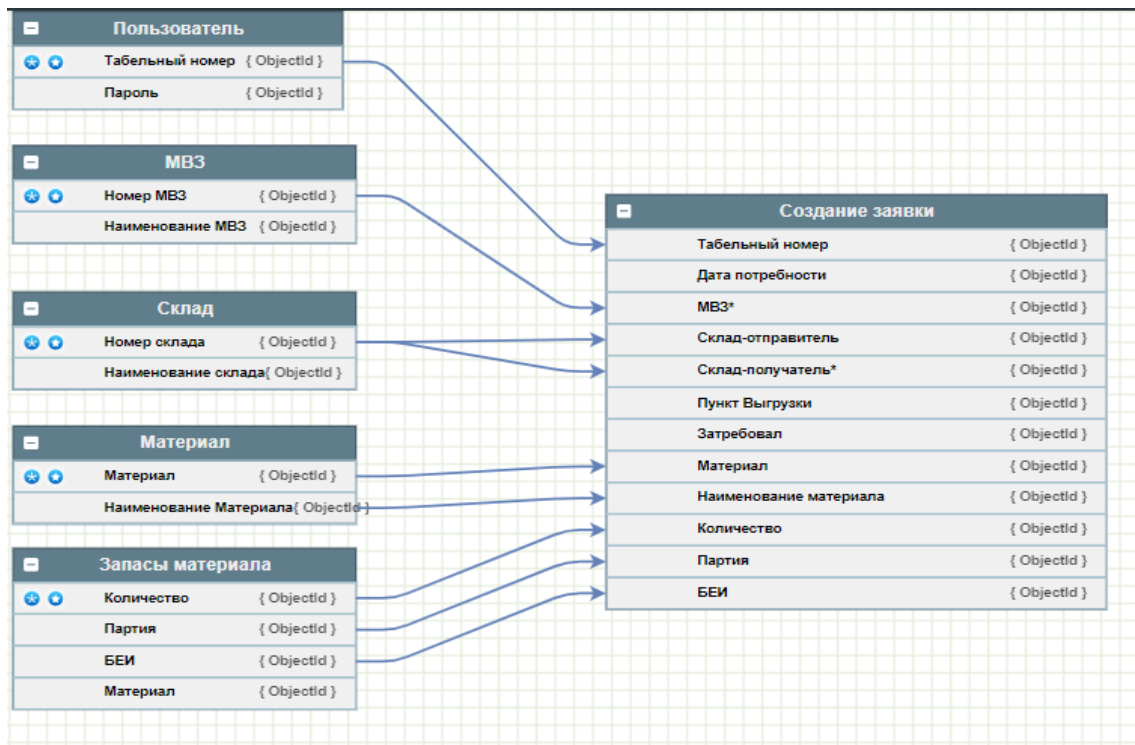 Пользователь
Табельный номер { ObjectId }
Пароль { ObjectId }
МВЗ
Номер МВЗ { ObjectId }
Наименование МВЗ { ObjectId }
Склад
Номер склада { ObjectId }
Наименование склада{ ObjectId }
Материал
Материал { ObjectId }
Наименование Материала{ ObjectId }
Запасы материала
Количество { ObjectId }
Партия { ObjectId }
БЕИ { ObjectId }
Материал { ObjectId }
Создание заявки
Табельный номер { ObjectId }
Дата потребности { ObjectId }
МВЗ* { ObjectId }
Склад-отправитель { ObjectId }
Склад-получатель* { ObjectId }
Пункт Выгрузки { ObjectId }
Затребовал { ObjectId }
Материал { ObjectId }
Наименование материала { ObjectId }
Количество { ObjectId }
Партия { ObjectId }
БЕИ { ObjectId }